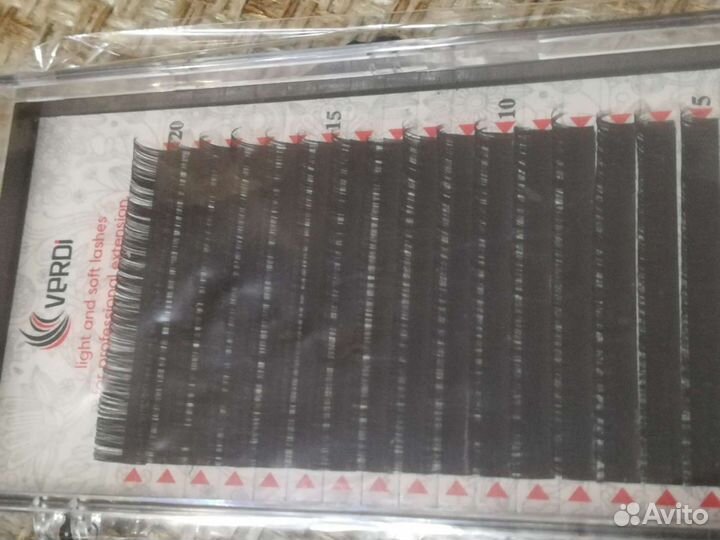 VERDI
light and soft lashes
for professional extension
20
15
10
5
Avito